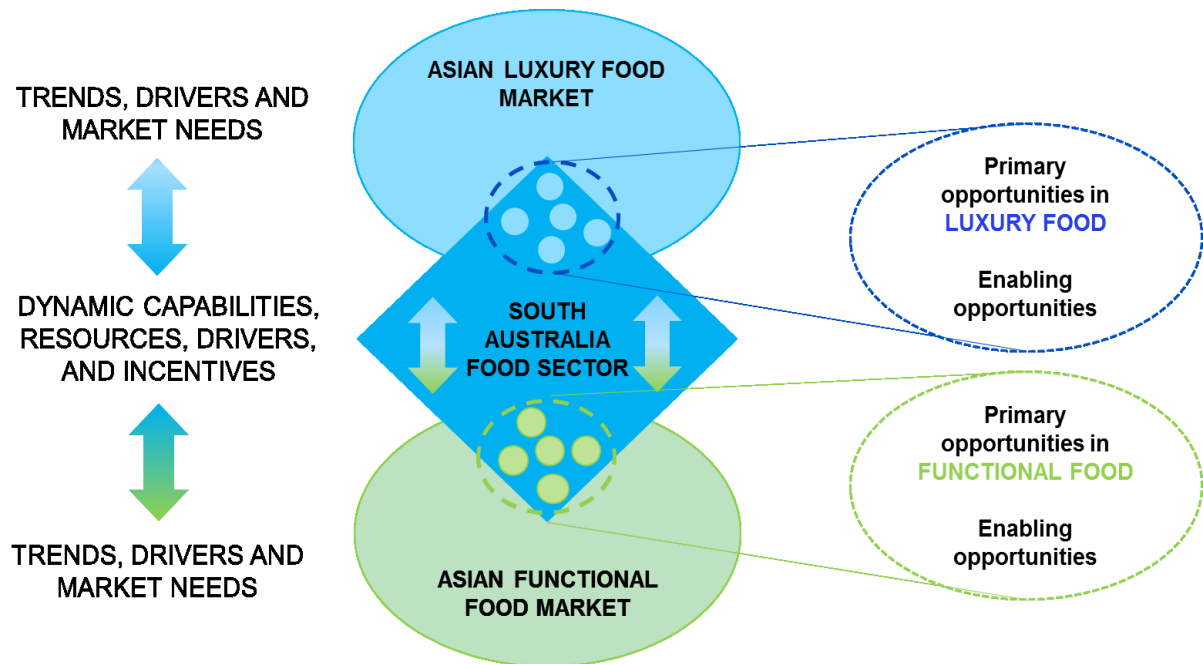 TRENDS, DRIVERS AND
MARKET NEEDS
DYNAMIC CAPABILITIES,
RESOURCES, DRIVERS,
AND INCENTIVES
TRENDS, DRIVERS AND
MARKET NEEDS
ASIAN LUXURY FOOD
MARKET
SOUTH
AUSTRALIA
FOOD SECTOR
ASIAN FUNCTIONAL
FOOD MARKET
Primary
opportunities in
LUXURY FOOD
Enabling
opportunities
Primary
opportunities in
FUNCTIONAL FOOD
Enabling
opportunities